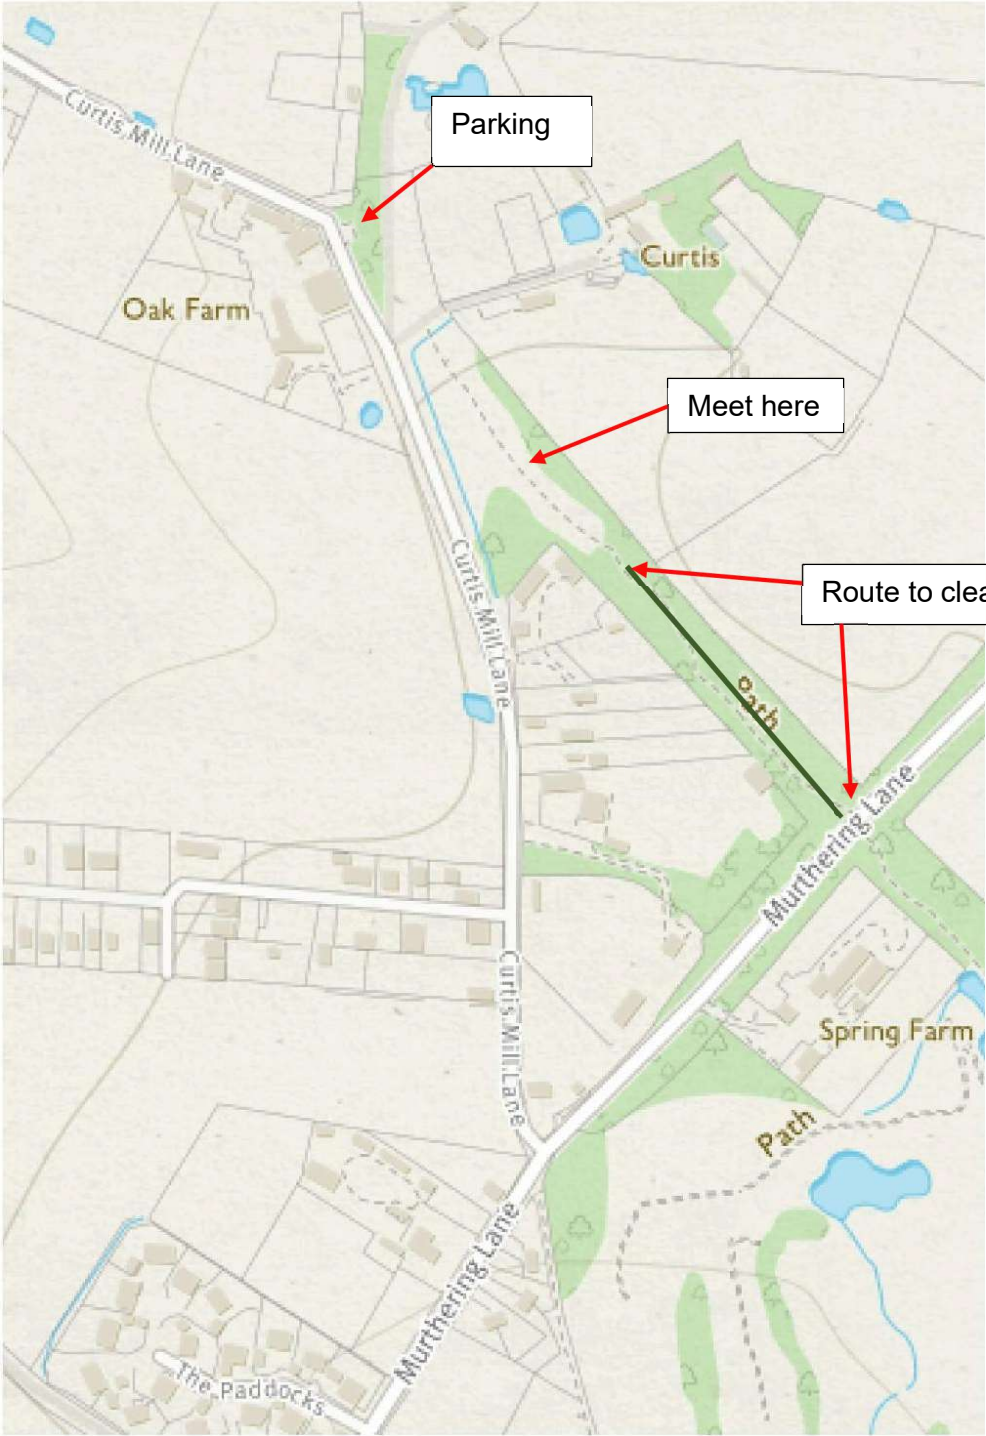 Curtis Mill Lane
Parking
Curtis
Oak Farm
Meet here
Curtis Mill Lane
Route to clea
Path
Murthering Lane
Curtis Mill Lane
Spring Farm
Path
Murthering Lane
The Paddocks